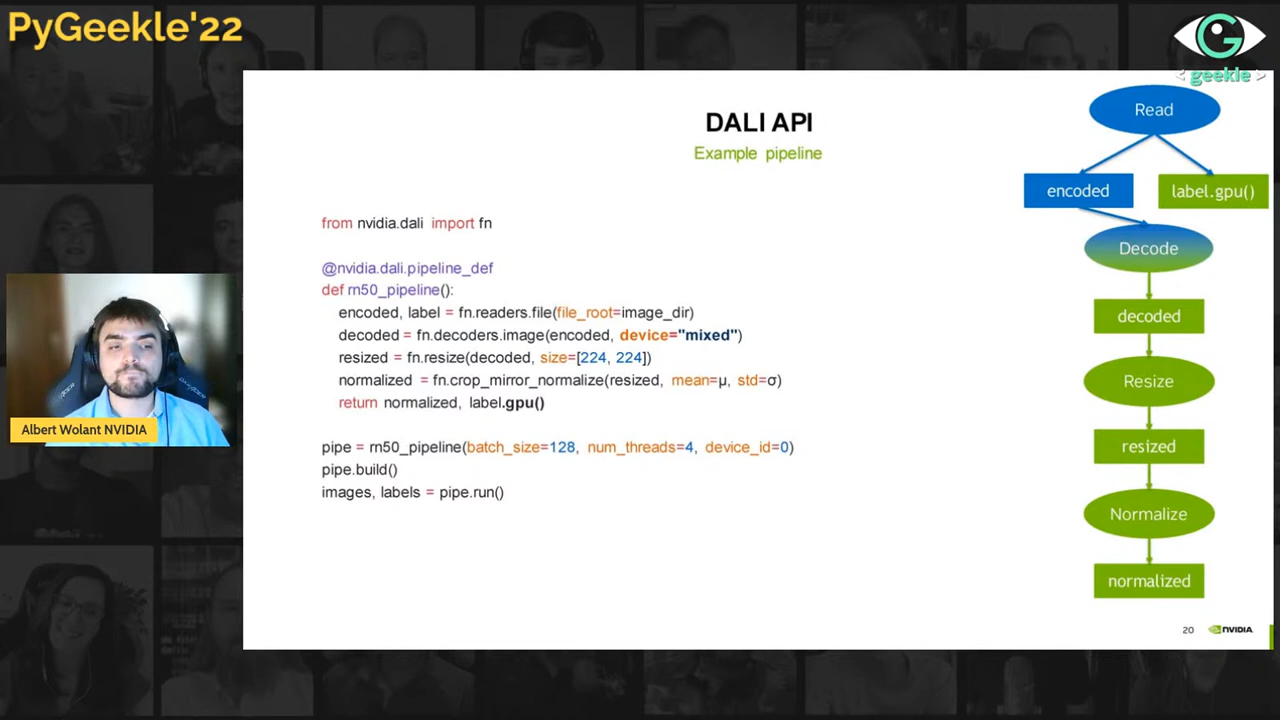 PyGeekle'22
G
< geekle >
DALI API
Example pipeline
from nvidia.dali import fn
@nvidia.dali.pipeline_def
def rn50_pipeline():
encoded, label = fn.readers.file(file_root=image_dir)
decoded = fn.decoders.image(encoded, device="mixed")
resized = fn.resize(decoded, size=[224, 224])
normalized = fn.crop_mirror_normalize(resized, mean=μ, std=σ)
return normalized, label.gpu()
pipe = rn50_pipeline(batch_size=128, num_threads=4, device_id=0)
pipe.build()
images, labels = pipe.run()
Read
encoded
label.gpu()
Decode
decoded
Resize
resized
Normalize
normalized
Albert Wolant NVIDIA
20
NVIDIA